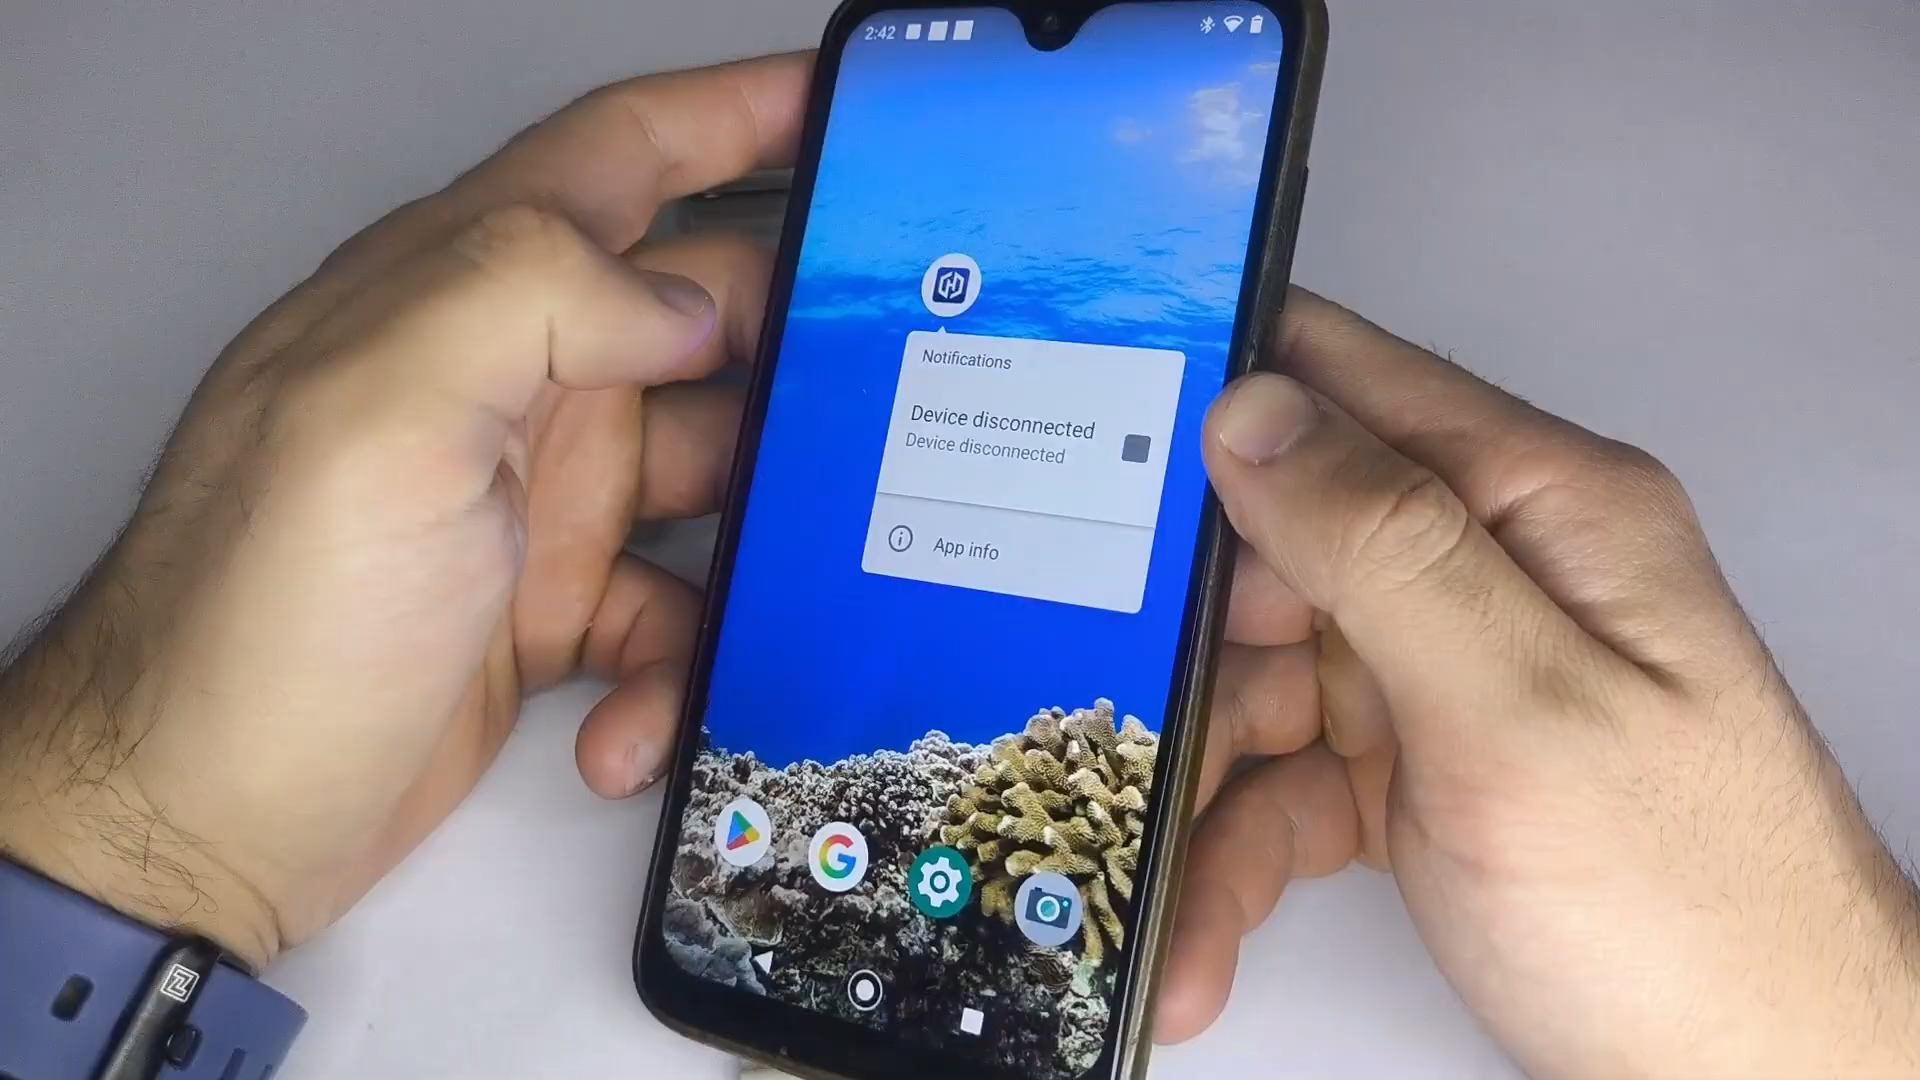 2:42
Notifications
Device disconnected
Device disconnected
App info
G